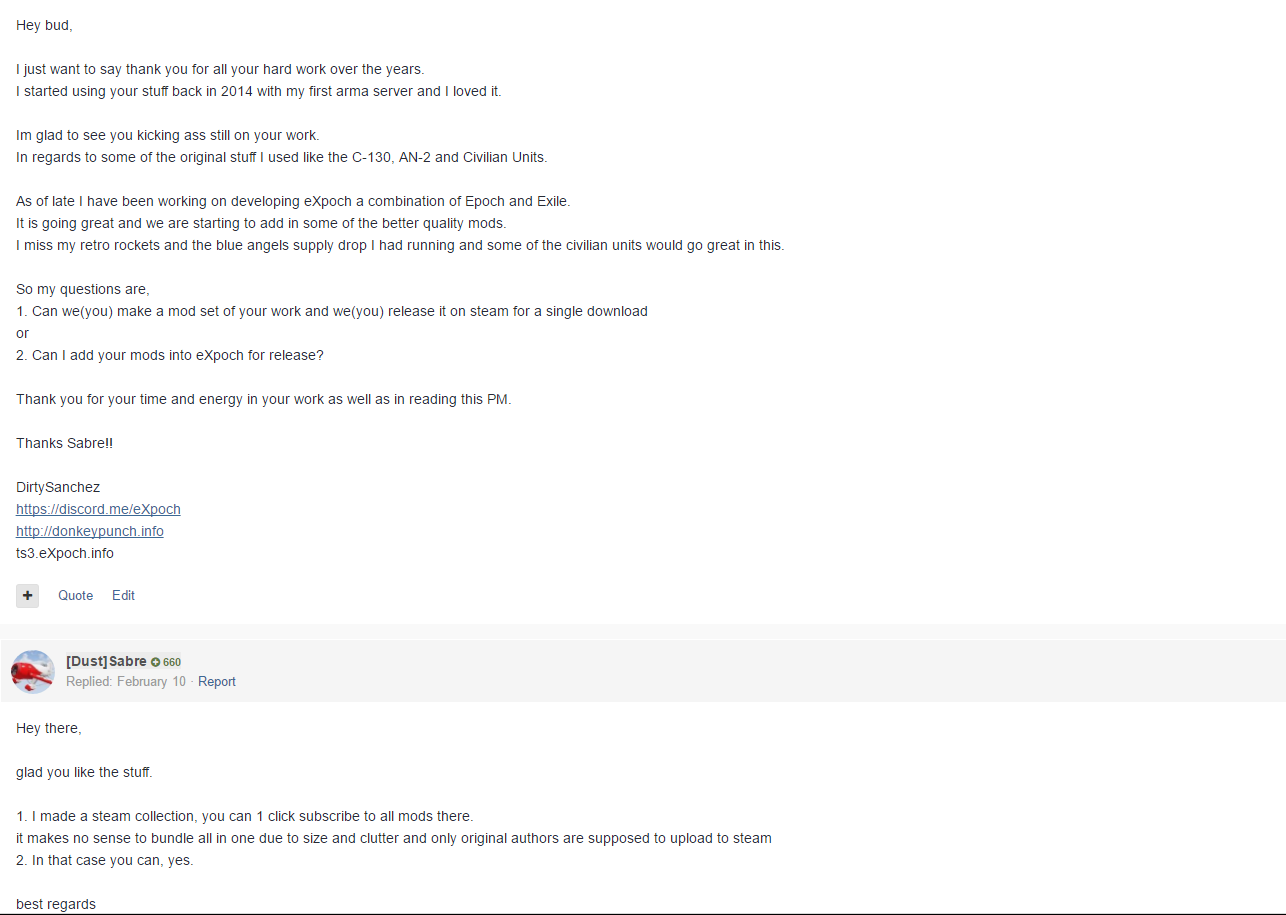 Hey bud,
I just want to say thank you for all your hard work over the years.
I started using your stuff back in 2014 with my first arma server and I loved it.
Im glad to see you kicking ass still on your work.
In regards to some of the original stuff I used like the C-130, AN-2 and Civilian Units.
As of late I have been working on developing eXpoch a combination of Epoch and Exile.
It is going great and we are starting to add in some of the better quality mods.
I miss my retro rockets and the blue angels supply drop I had running and some of the civilian units would go great in this.
So my questions are,
1. Can we(you) make a mod set of your work and we(you) release it on steam for a single download
or
2. Can I add your mods into eXpoch for release?
Thank you for your time and energy in your work as well as in reading this PM.
Thanks Sabre!!
DirtySanchez
https://discord.me/eXpoch
http://donkeypunch.info
ts3.eXpoch.info
+ Quote Edit
[Dust]Sabre 660
Replied: February 10 · Report
Hey there,
glad you like the stuff.
1. I made a steam collection, you can 1 click subscribe to all mods there.
it makes no sense to bundle all in one due to size and clutter and only original authors are supposed to upload to steam
2. In that case you can, yes.
best regards